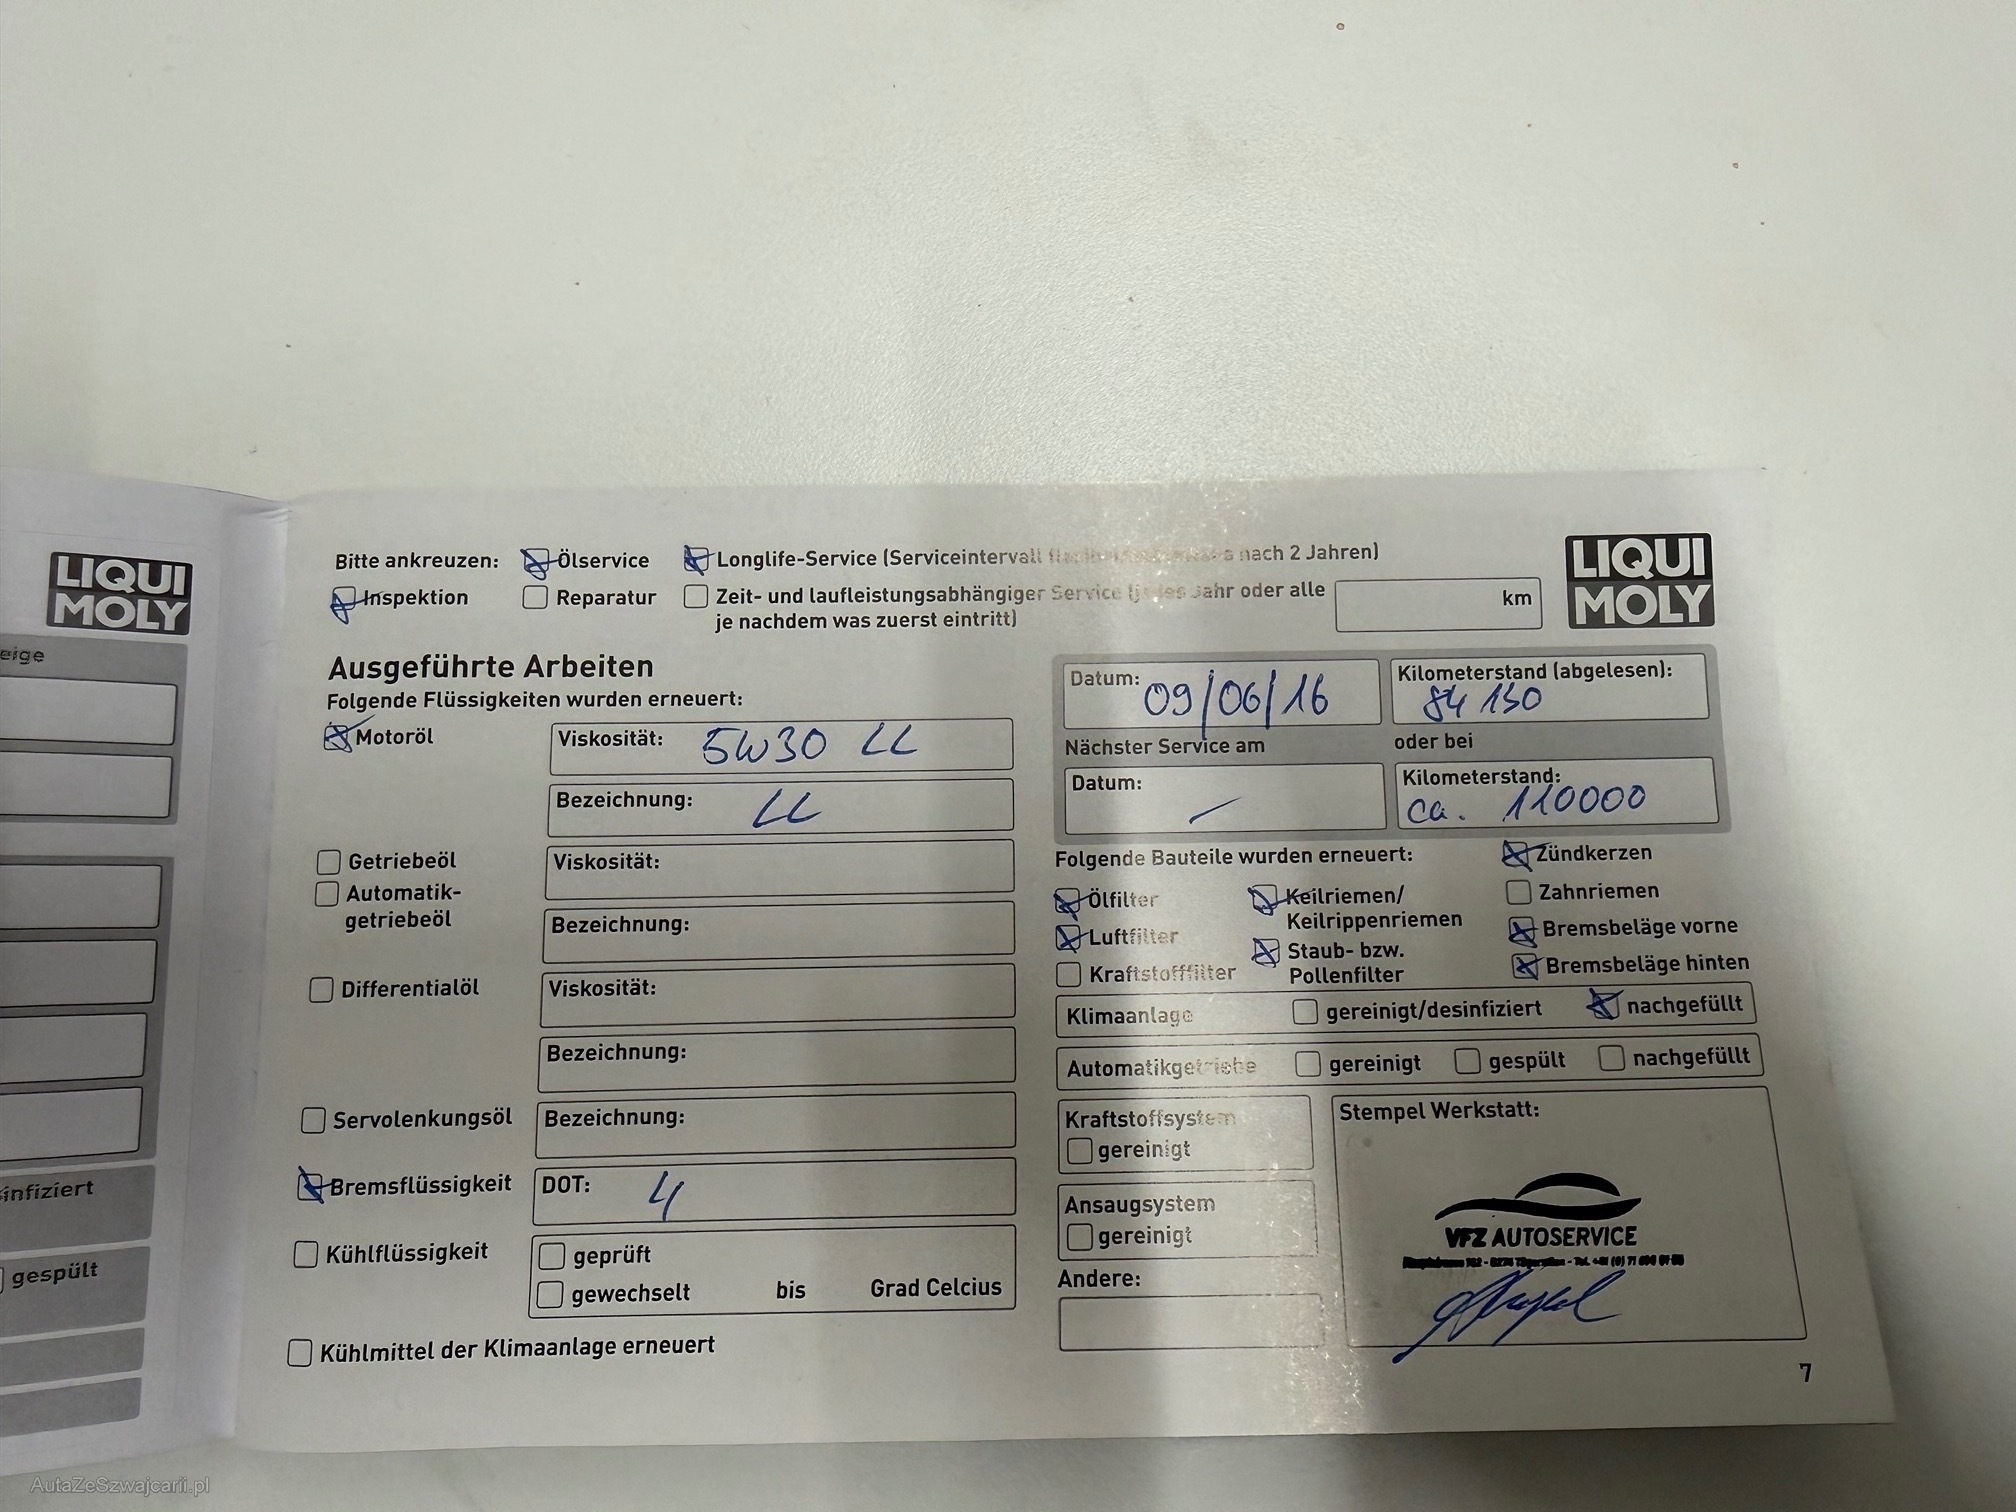 LIQUI
MOLY
eige
infiziert
gespült
Bitte ankreuzen: Ölservice Longlife-Service (Serviceintervall nach 2 Jahren)
Inspektion Reparatur Zeit- und laufleistungsabhängiger Service (jedes Jahr oder alle km
je nachdem was zuerst eintritt)
LIQUI
MOLY
Ausgeführte Arbeiten
Folgende Flüssigkeiten wurden erneuert:
Motoröl Viskosität: 5W30 LL
Bezeichnung: LL
Getriebeöl Viskosität:
Automatik-
getriebeöl Bezeichnung:
Differentialöl Viskosität:
Bezeichnung:
Servolenkungsöl Bezeichnung:
Bremsflüssigkeit DOT: 4
Kühlflüssigkeit geprüft
gewechselt bis Grad Celcius
Kühlmittel der Klimaanlage erneuert
Datum: 09/06/16 Kilometerstand (abgelesen): 84 130
Nächster Service am oder bei
Datum: — Kilometerstand: ca. 110000
Folgende Bauteile wurden erneuert: Zündkerzen
Ölfilter Keilriemen/ Zahnriemen
Keilrippenriemen
Luftfilter Staub- bzw. Bremsbeläge vorne
Kraftstofffilter Pollenfilter Bremsbeläge hinten
Klimaanlage gereinigt/desinfiziert nachgefüllt
Automatikgetriebe gereinigt gespült nachgefüllt
Kraftstoffsystem Stempel Werkstatt:
gereinigt
Ansaugsystem
gereinigt
VFZ AUTOSERVICE
Andere:
7
AutaZeSzwajcarii.pl